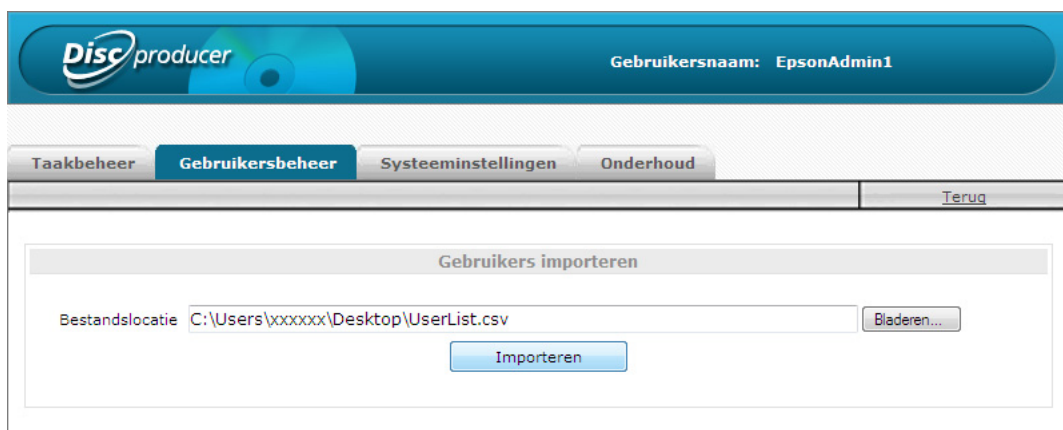 Disc producer
Gebruikersnaam: EpsonAdmin1
Taakbeheer Gebruikersbeheer Systeeminstellingen Onderhoud
Terug
Gebruikers importeren
Bestandslocatie C:\Users\xxxxxx\Desktop\UserList.csv Bladeren...
Importeren